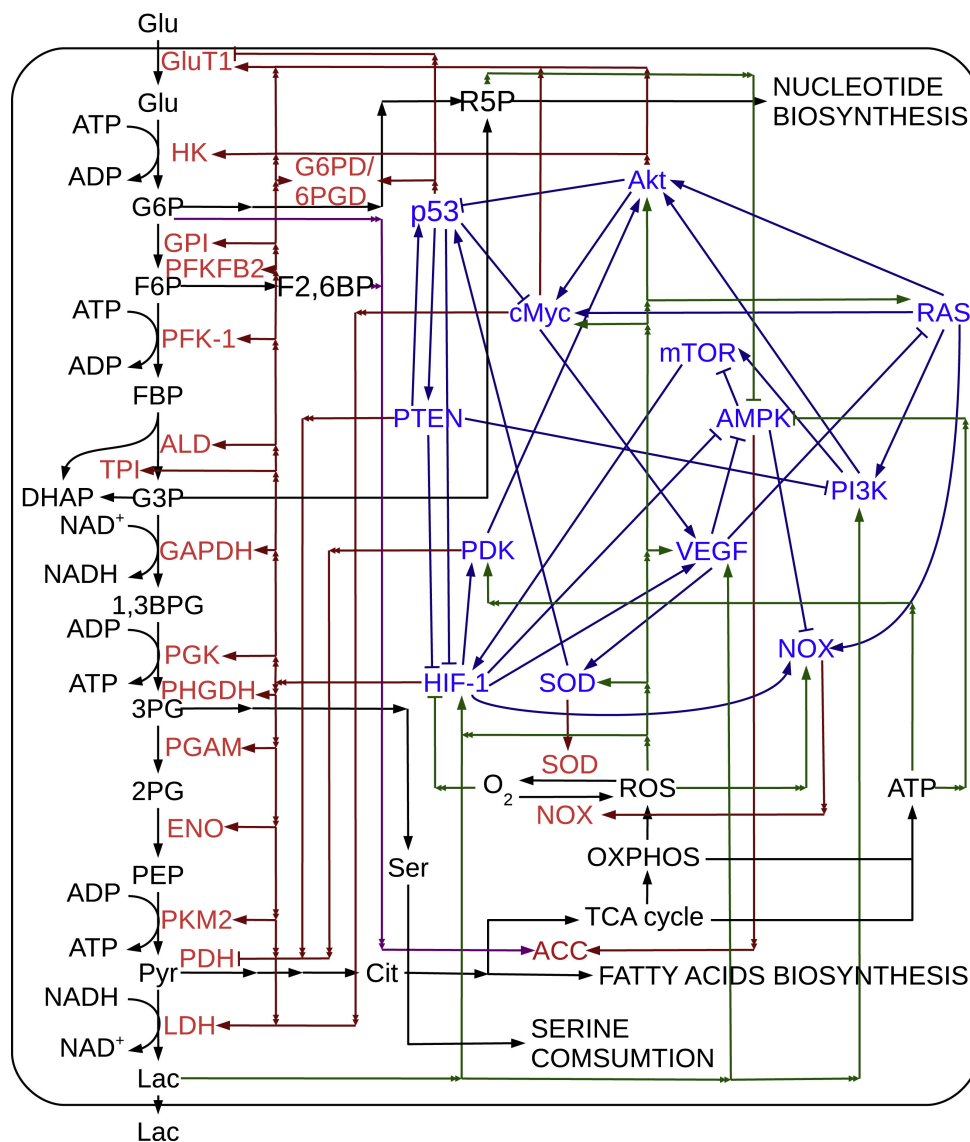 Glu
GluT1
Glu
R5P
NUCLEOTIDE
BIOSYNTHESIS
ATP
HK
G6PD/
6PGD
ADP
Akt
G6P
p53
GPI
PFKFB2
F6P
F2,6BP
ATP
cMyc
RAS
PFK-1
mTOR
ADP
FBP
PTEN
AMPK
ALD
TPI
DHAP
G3P
PI3K
NAD+
GAPDH
PDK
VEGF
NADH
1,3BPG
ADP
PGK
NOX
ATP
PHGDH
HIF-1
SOD
3PG
PGAM
SOD
2PG
O2
ROS
ATP
NOX
ENO
OXPHOS
PEP
Ser
ADP
PKM2
TCA cycle
ATP
PDH
ACC
Pyr
Cit
FATTY ACIDS BIOSYNTHESIS
NADH
LDH
SERINE
COMSUMTION
NAD+
Lac
Lac